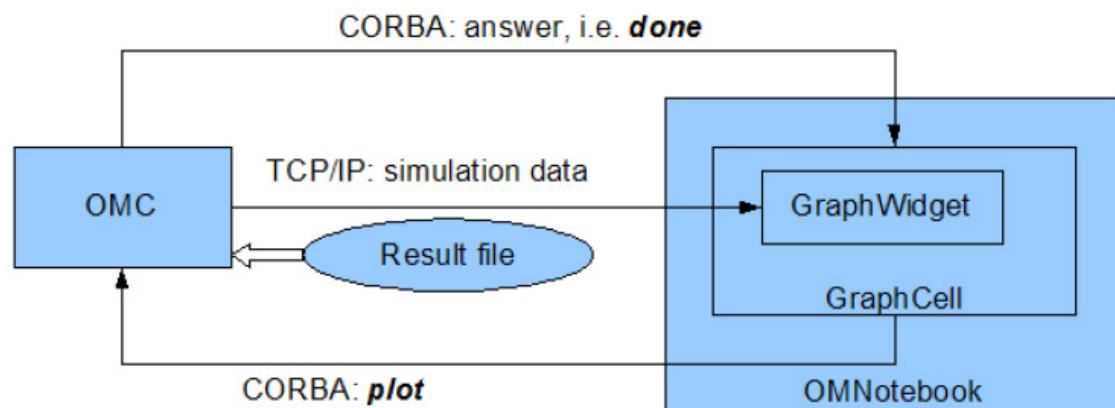 CORBA: answer, i.e. done
OMC
TCP/IP: simulation data
GraphWidget
Result file
GraphCell
CORBA: plot
OMNotebook